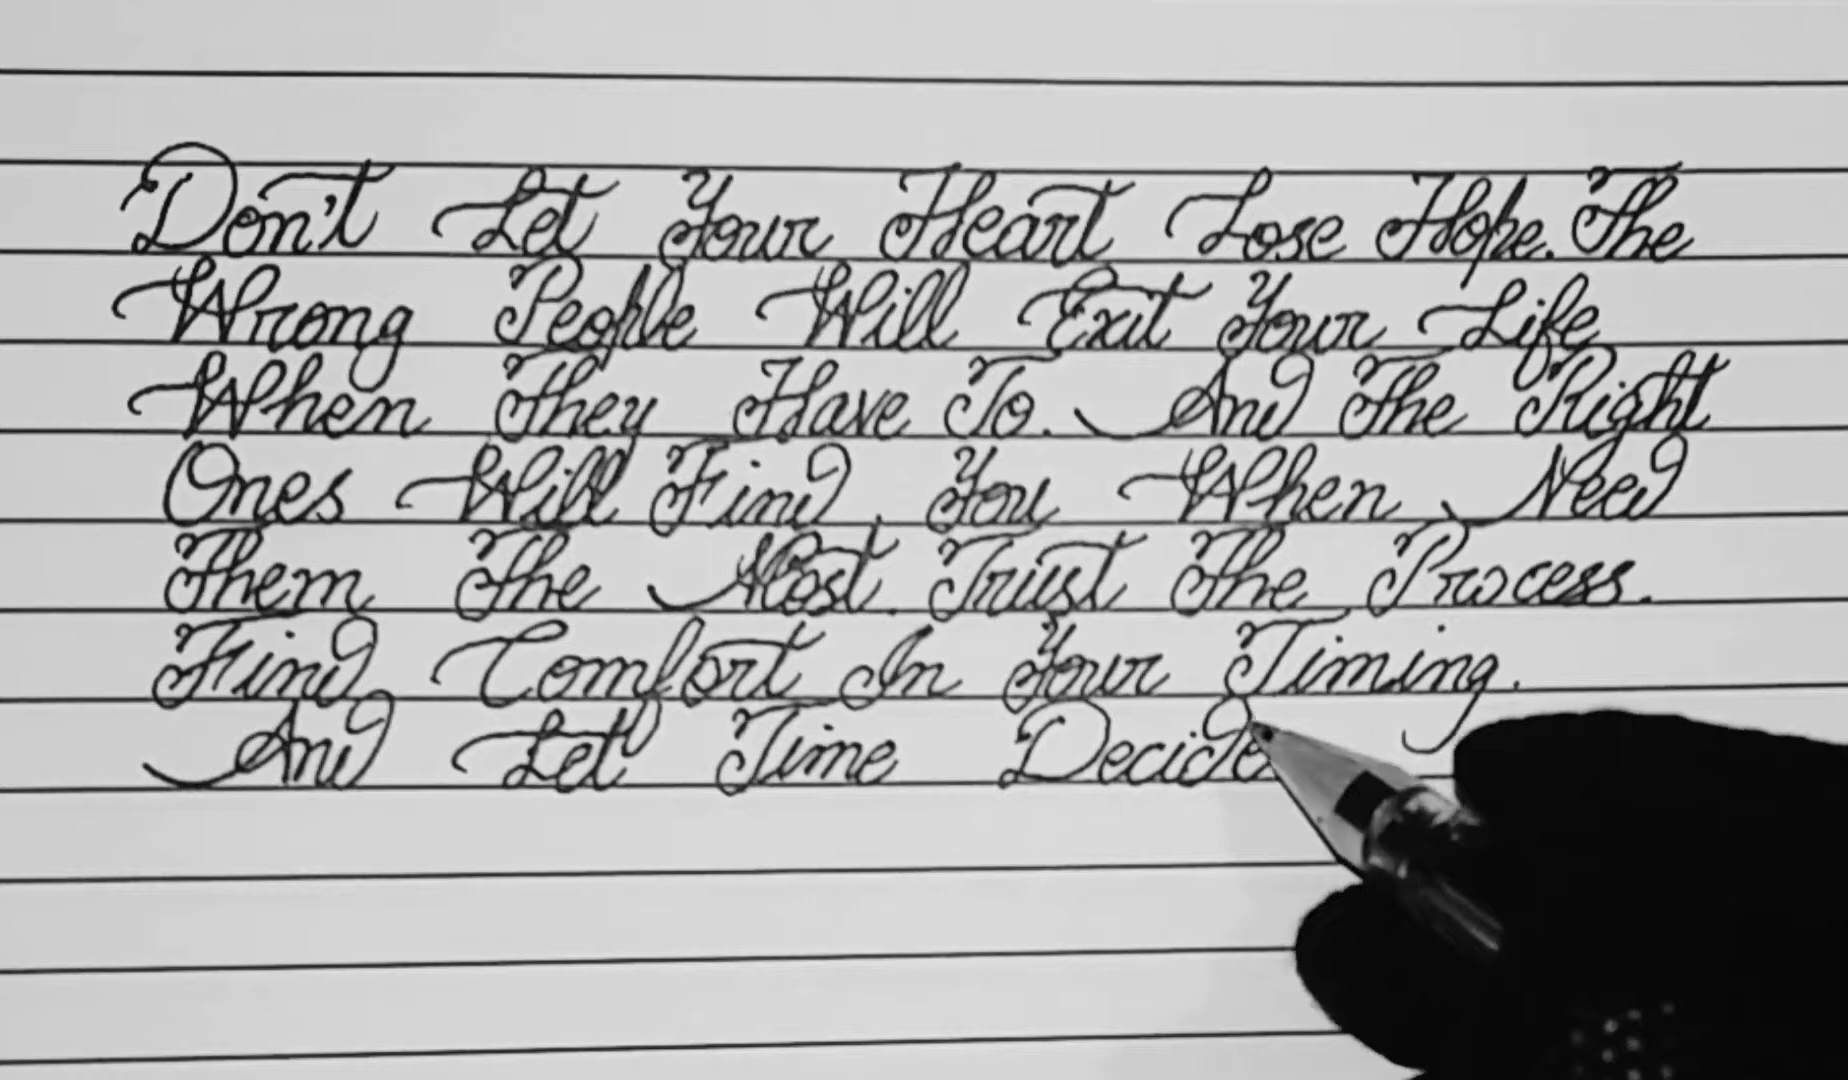 Don't Let Your Heart Lose Hope. The
Wrong People Will Exit Your Life
When They Have To. And The Right
Ones Will Find You When Need
Them The Most. Trust The Process.
Find Comfort In Your Timing.
And Let Time Decide